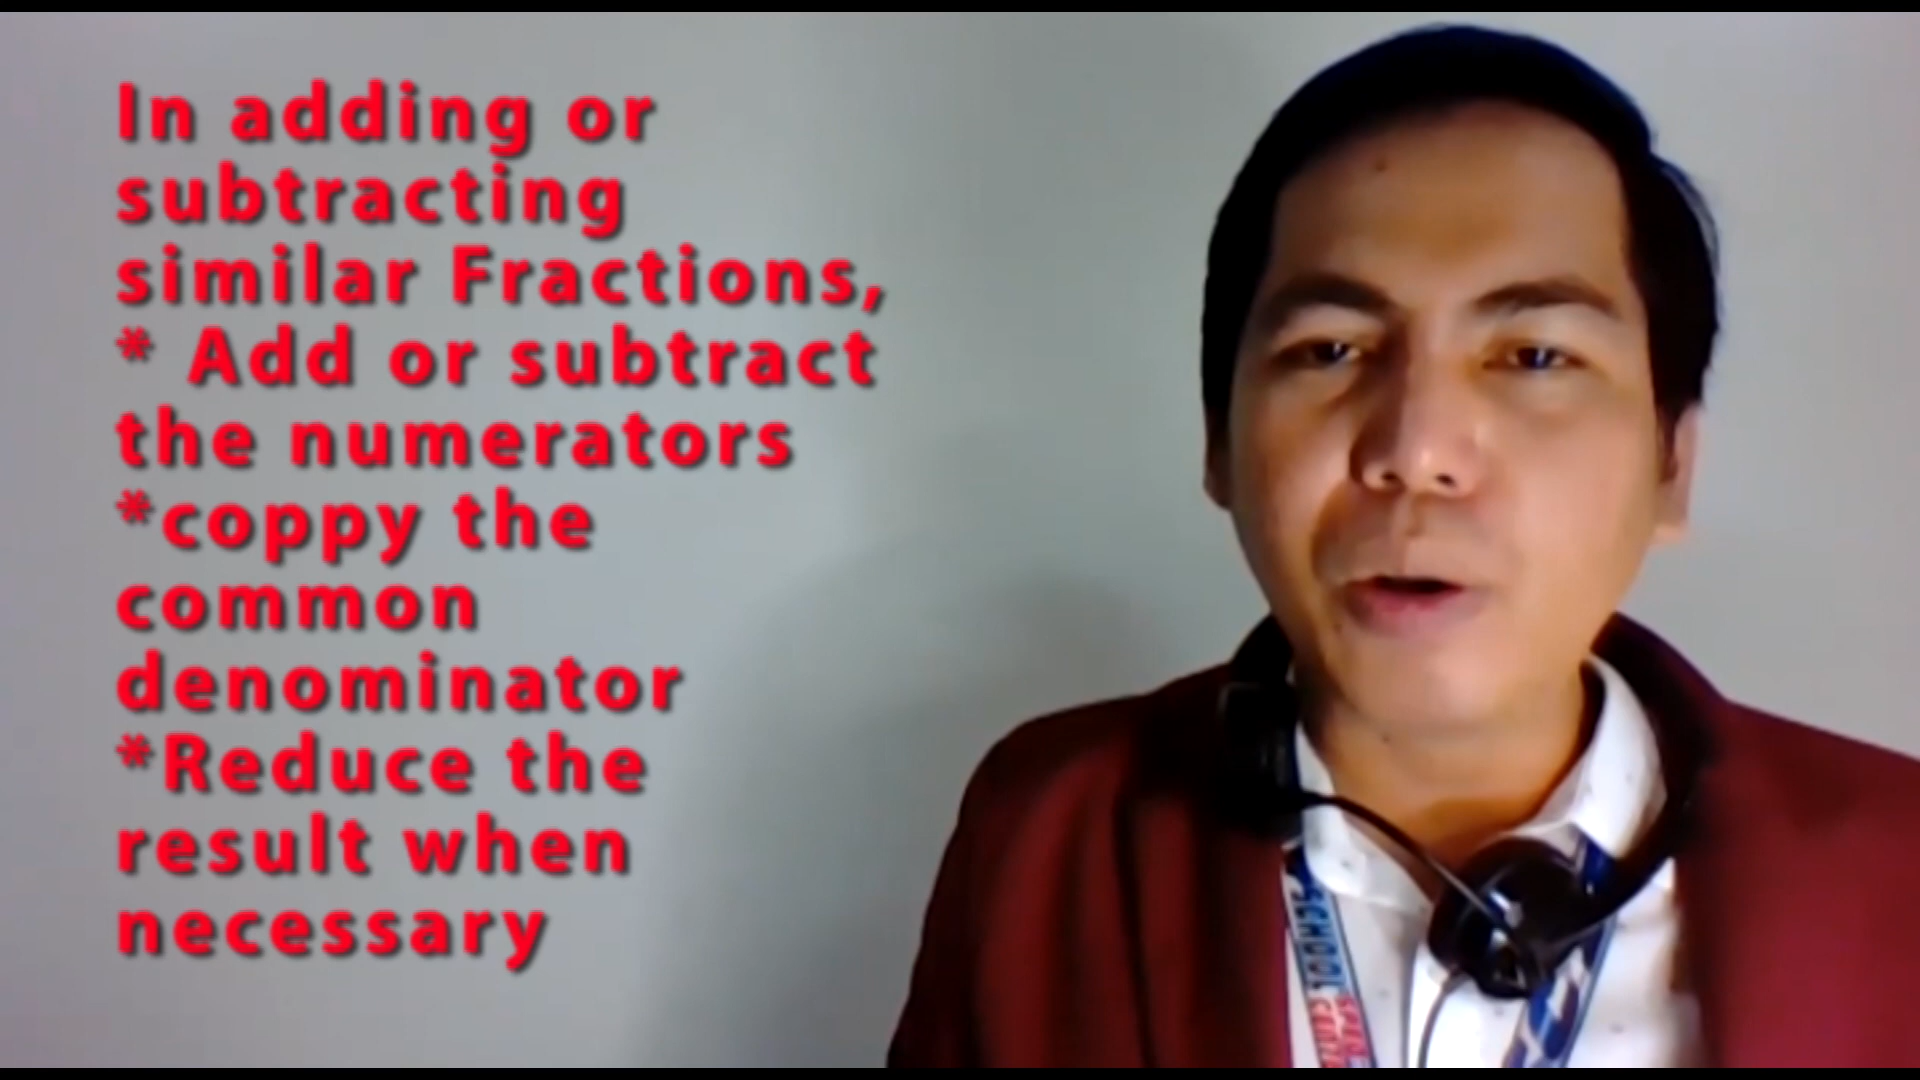 In adding or
subtracting
similar Fractions,
* Add or subtract
the numerators
*coppy the
common
denominator
*Reduce the
result when
necessary
SCHOOL